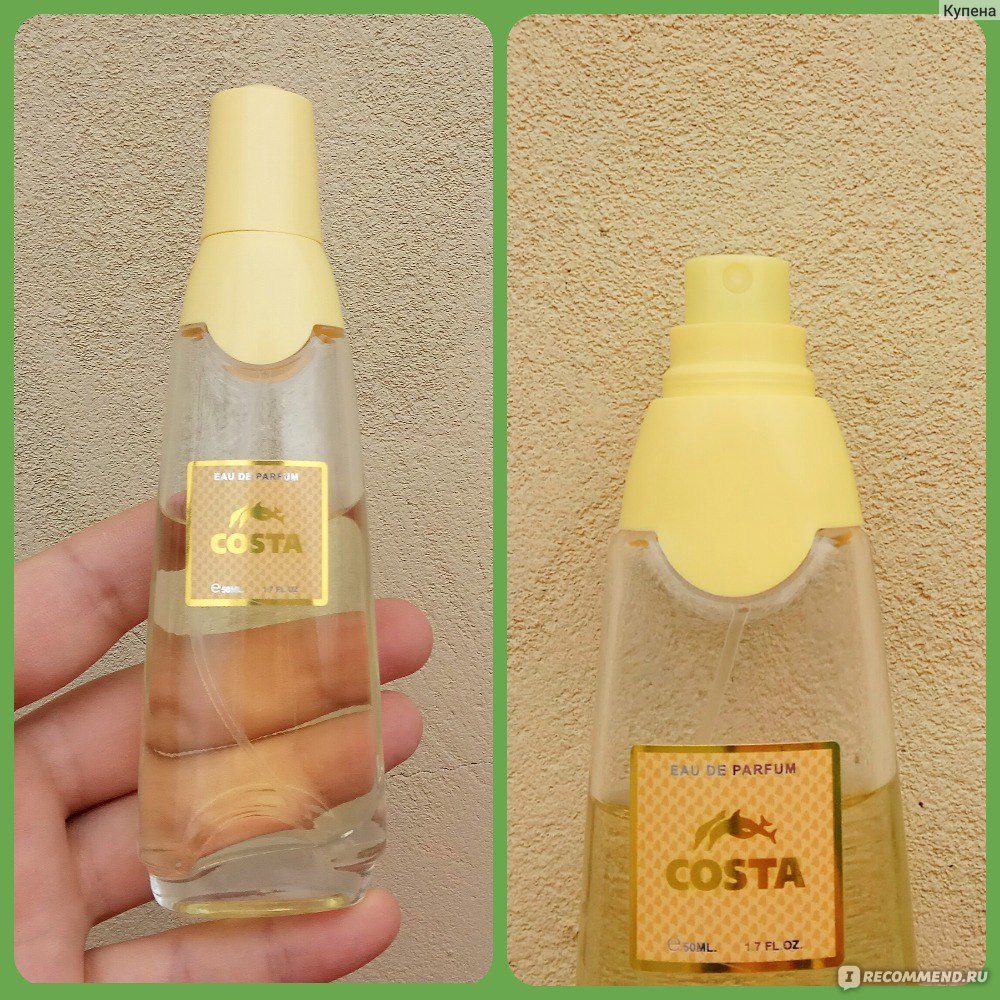 Купена
EAU DE PARFUM
COSTA
℮50ML. 1.7 FL.OZ.
EAU DE PARFUM
COSTA
℮50ML. 1.7 FL.OZ.
I RECOMMEND.RU